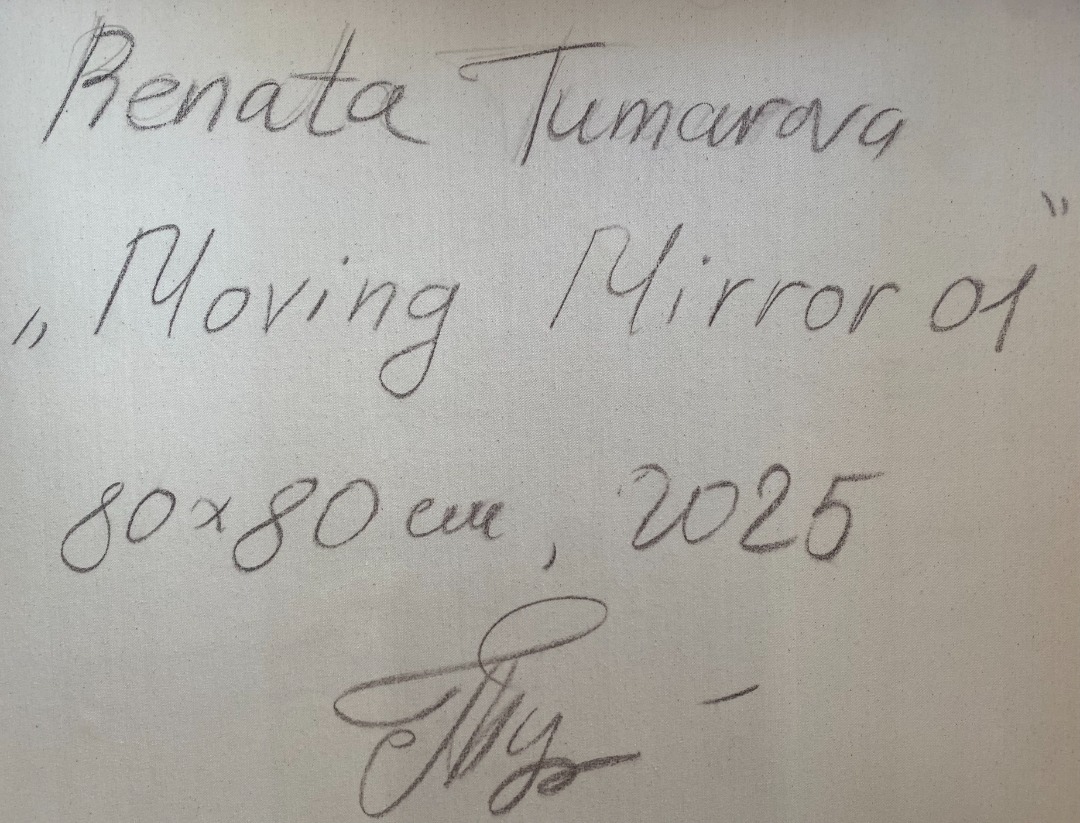 Renata Tumarova
„Moving Mirror 01”
80x80 cm, 2025